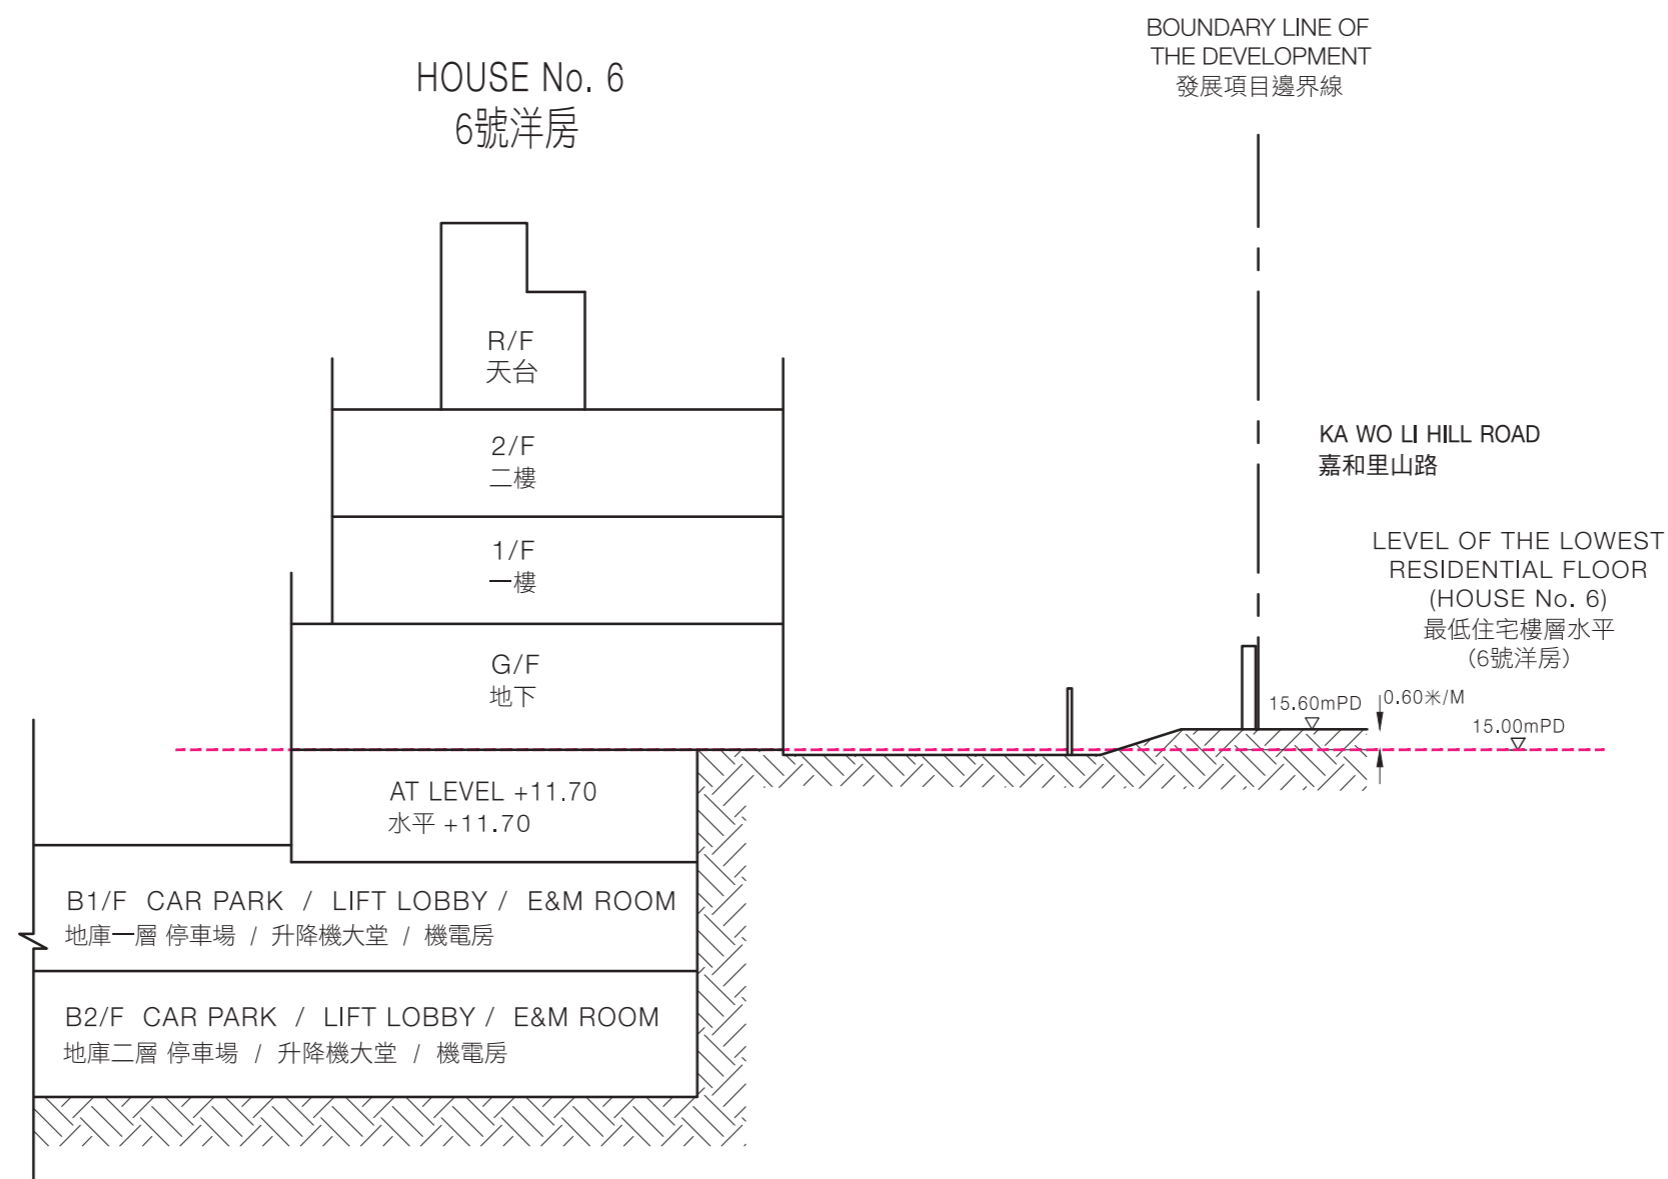 BOUNDARY LINE OF
THE DEVELOPMENT
發展項目邊界線
HOUSE No. 6
6號洋房
R/F
天台
2/F
二樓
1/F
一樓
G/F
地下
KA WO LI HILL ROAD
嘉和里山路
LEVEL OF THE LOWEST
RESIDENTIAL FLOOR
(HOUSE No. 6)
最低住宅樓層水平
(6號洋房)
15.60mPD
0.60米/M
15.00mPD
AT LEVEL +11.70
水平 +11.70
B1/F CAR PARK / LIFT LOBBY / E&M ROOM
地庫一層 停車場 / 升降機大堂 / 機電房
B2/F CAR PARK / LIFT LOBBY / E&M ROOM
地庫二層 停車場 / 升降機大堂 / 機電房